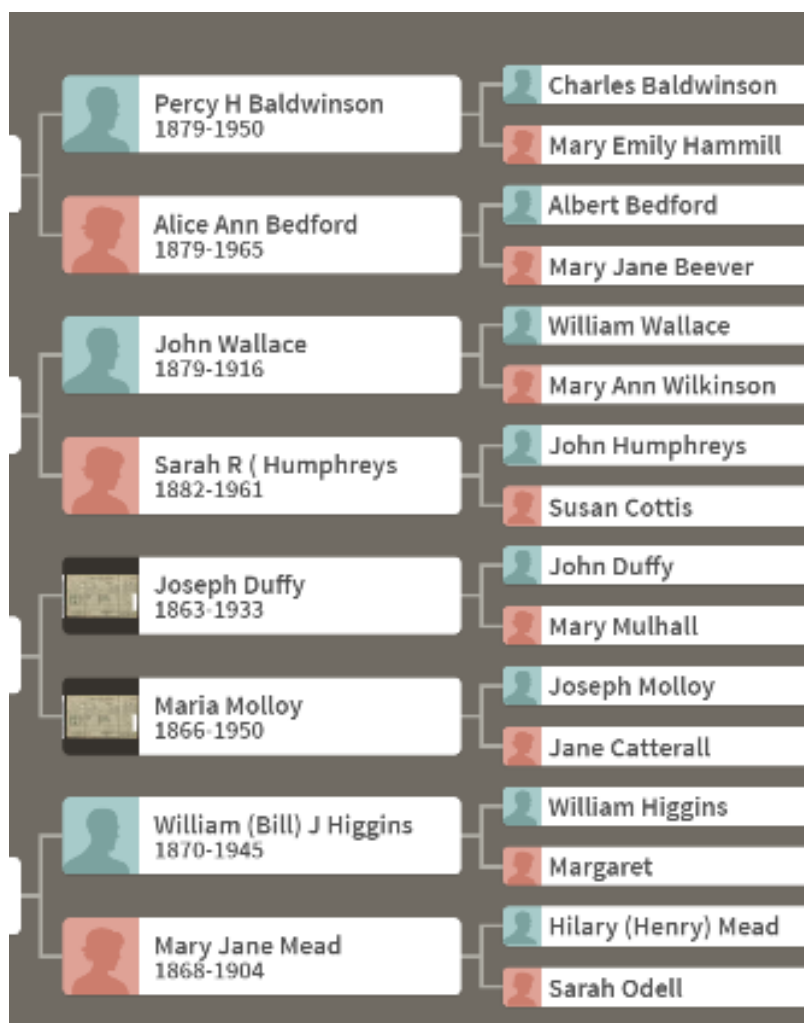 Percy H Baldwinson
1879-1950
Charles Baldwinson
Mary Emily Hammill
Alice Ann Bedford
1879-1965
Albert Bedford
Mary Jane Beever
John Wallace
1879-1916
William Wallace
Mary Ann Wilkinson
Sarah R ( Humphreys
1882-1961
John Humphreys
Susan Cottis
Joseph Duffy
1863-1933
John Duffy
Mary Mulhall
Maria Molloy
1866-1950
Joseph Molloy
Jane Catterall
William (Bill) J Higgins
1870-1945
William Higgins
Margaret
Mary Jane Mead
1868-1904
Hilary (Henry) Mead
Sarah Odell